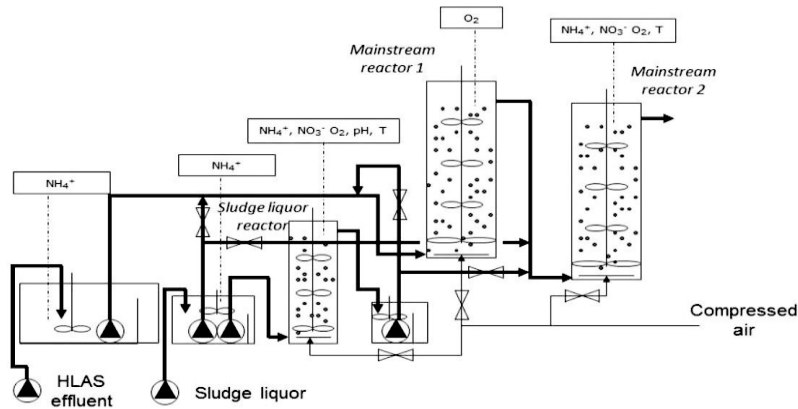 O₂
NH₄⁺, NO₃⁻ O₂, T
Mainstream
reactor 1
Mainstream
reactor 2
NH₄⁺, NO₃⁻ O₂, pH, T
NH₄⁺
NH₄⁺
Sludge liquor
reactor
Compressed
air
HLAS
effluent
Sludge liquor